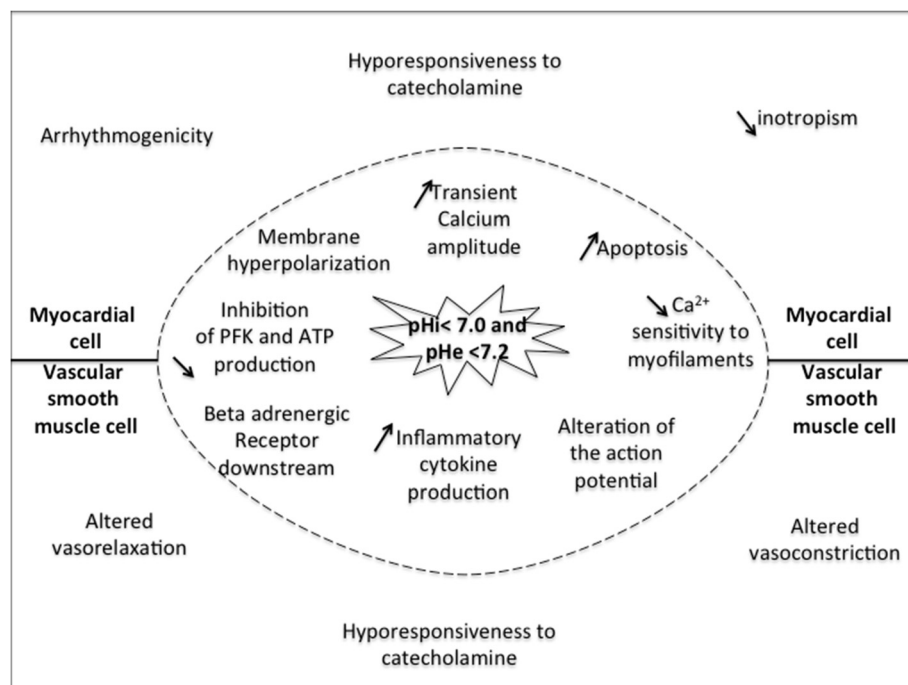 Hyporesponsiveness to
catecholamine
Arrhythmogenicity
inotropism
Transient
Calcium
amplitude
Membrane
hyperpolarization
Apoptosis
Inhibition
of PFK and ATP
production
pHi< 7.0 and
pHe <7.2
Ca²⁺
sensitivity to
myofilaments
Myocardial
cell
Myocardial
cell
Vascular
smooth
muscle cell
Vascular
smooth
muscle cell
Beta adrenergic
Receptor
downstream
Inflammatory
cytokine
production
Alteration of
the action
potential
Altered
vasorelaxation
Altered
vasoconstriction
Hyporesponsiveness to
catecholamine